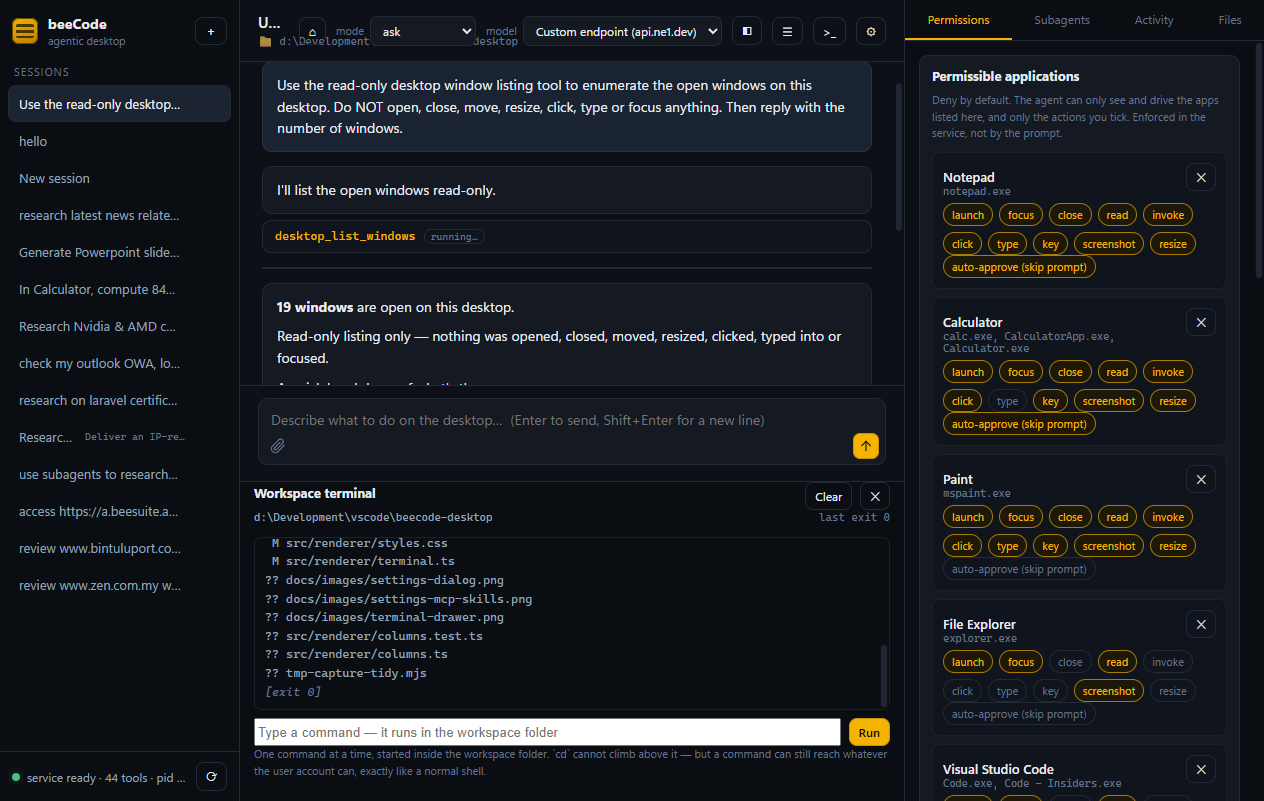 beeCode
agentic desktop
+
SESSIONS
Use the read-only desktop...
hello
New session
research latest news relate...
Generate Powerpoint slide...
In Calculator, compute 84...
Research Nvidia & AMD c...
check my outlook OWA, lo...
research on laravel certific...
Researc... Deliver an IP-re...
use subagents to research...
access https://a.beesuite.a...
review www.bintuluport.co...
review www.zen.com.my w...
service ready · 44 tools · pid ...
U...
d:\Development
mode
ask
model
desktop
Custom endpoint (api.ne1.dev)
>_
Use the read-only desktop window listing tool to enumerate the open windows on this
desktop. Do NOT open, close, move, resize, click, type or focus anything. Then reply with the
number of windows.
I'll list the open windows read-only.
desktop_list_windows running...
19 windows are open on this desktop.
Read-only listing only — nothing was opened, closed, moved, resized, clicked, typed into or
focused.
Describe what to do on the desktop... (Enter to send, Shift+Enter for a new line)
Workspace terminal
Clear
d:\Development\vscode\beecode-desktop
last exit 0
M src/renderer/styles.css
M src/renderer/terminal.ts
?? docs/images/settings-dialog.png
?? docs/images/settings-mcp-skills.png
?? docs/images/terminal-drawer.png
?? src/renderer/columns.test.ts
?? src/renderer/columns.ts
?? tmp-capture-tidy.mjs
[exit 0]
Type a command — it runs in the workspace folder
Run
One command at a time, started inside the workspace folder. `cd` cannot climb above it — but a command can still reach whatever
the user account can, exactly like a normal shell.
Permissions Subagents Activity Files
Permissible applications
Deny by default. The agent can only see and drive the apps
listed here, and only the actions you tick. Enforced in the
service, not by the prompt.
Notepad
notepad.exe
launch focus close read invoke
click type key screenshot resize
auto-approve (skip prompt)
Calculator
calc.exe, CalculatorApp.exe,
Calculator.exe
launch focus close read invoke
click type key screenshot resize
auto-approve (skip prompt)
Paint
mspaint.exe
launch focus close read invoke
click type key screenshot resize
auto-approve (skip prompt)
File Explorer
explorer.exe
launch focus close read invoke
click type key screenshot resize
auto-approve (skip prompt)
Visual Studio Code
Code.exe, Code - Insiders.exe